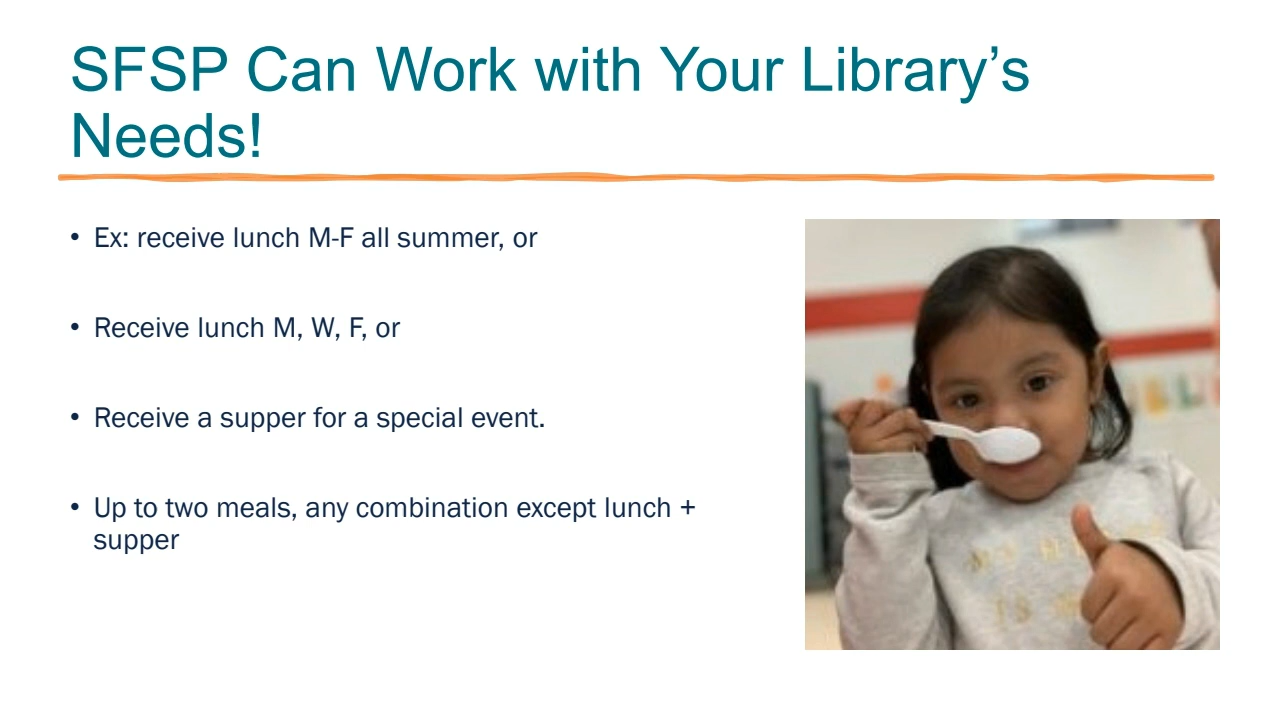 SFSP Can Work with Your Library’s
Needs!
• Ex: receive lunch M-F all summer, or
• Receive lunch M, W, F, or
• Receive a supper for a special event.
• Up to two meals, any combination except lunch +
supper